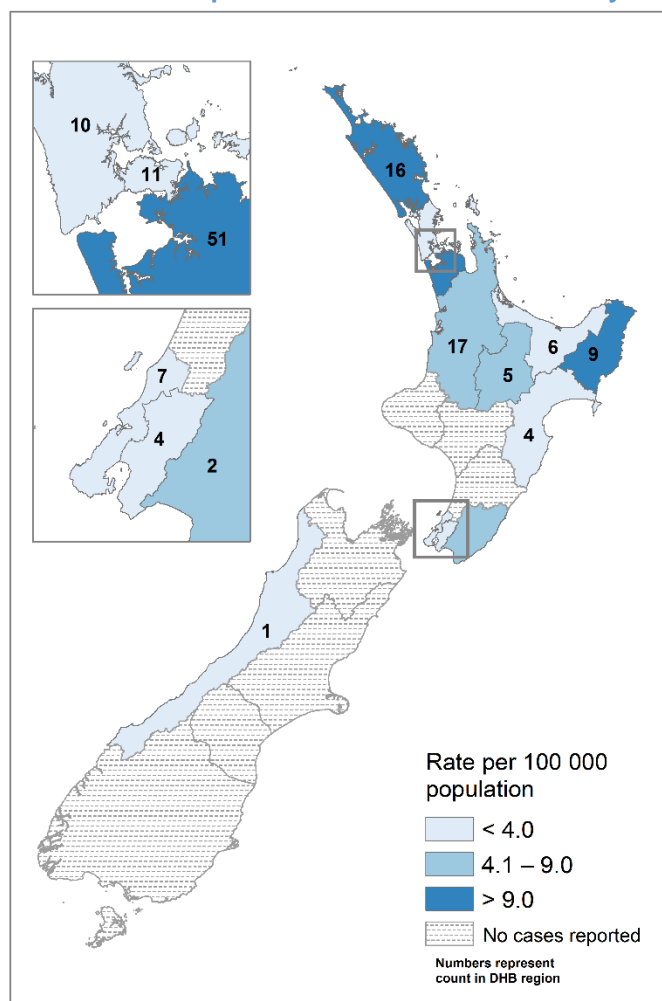 10
11
51
7
4
2
16
17
5
6
9
4
1
Rate per 100 000
population
< 4.0
4.1 – 9.0
> 9.0
No cases reported
Numbers represent
count in DHB region